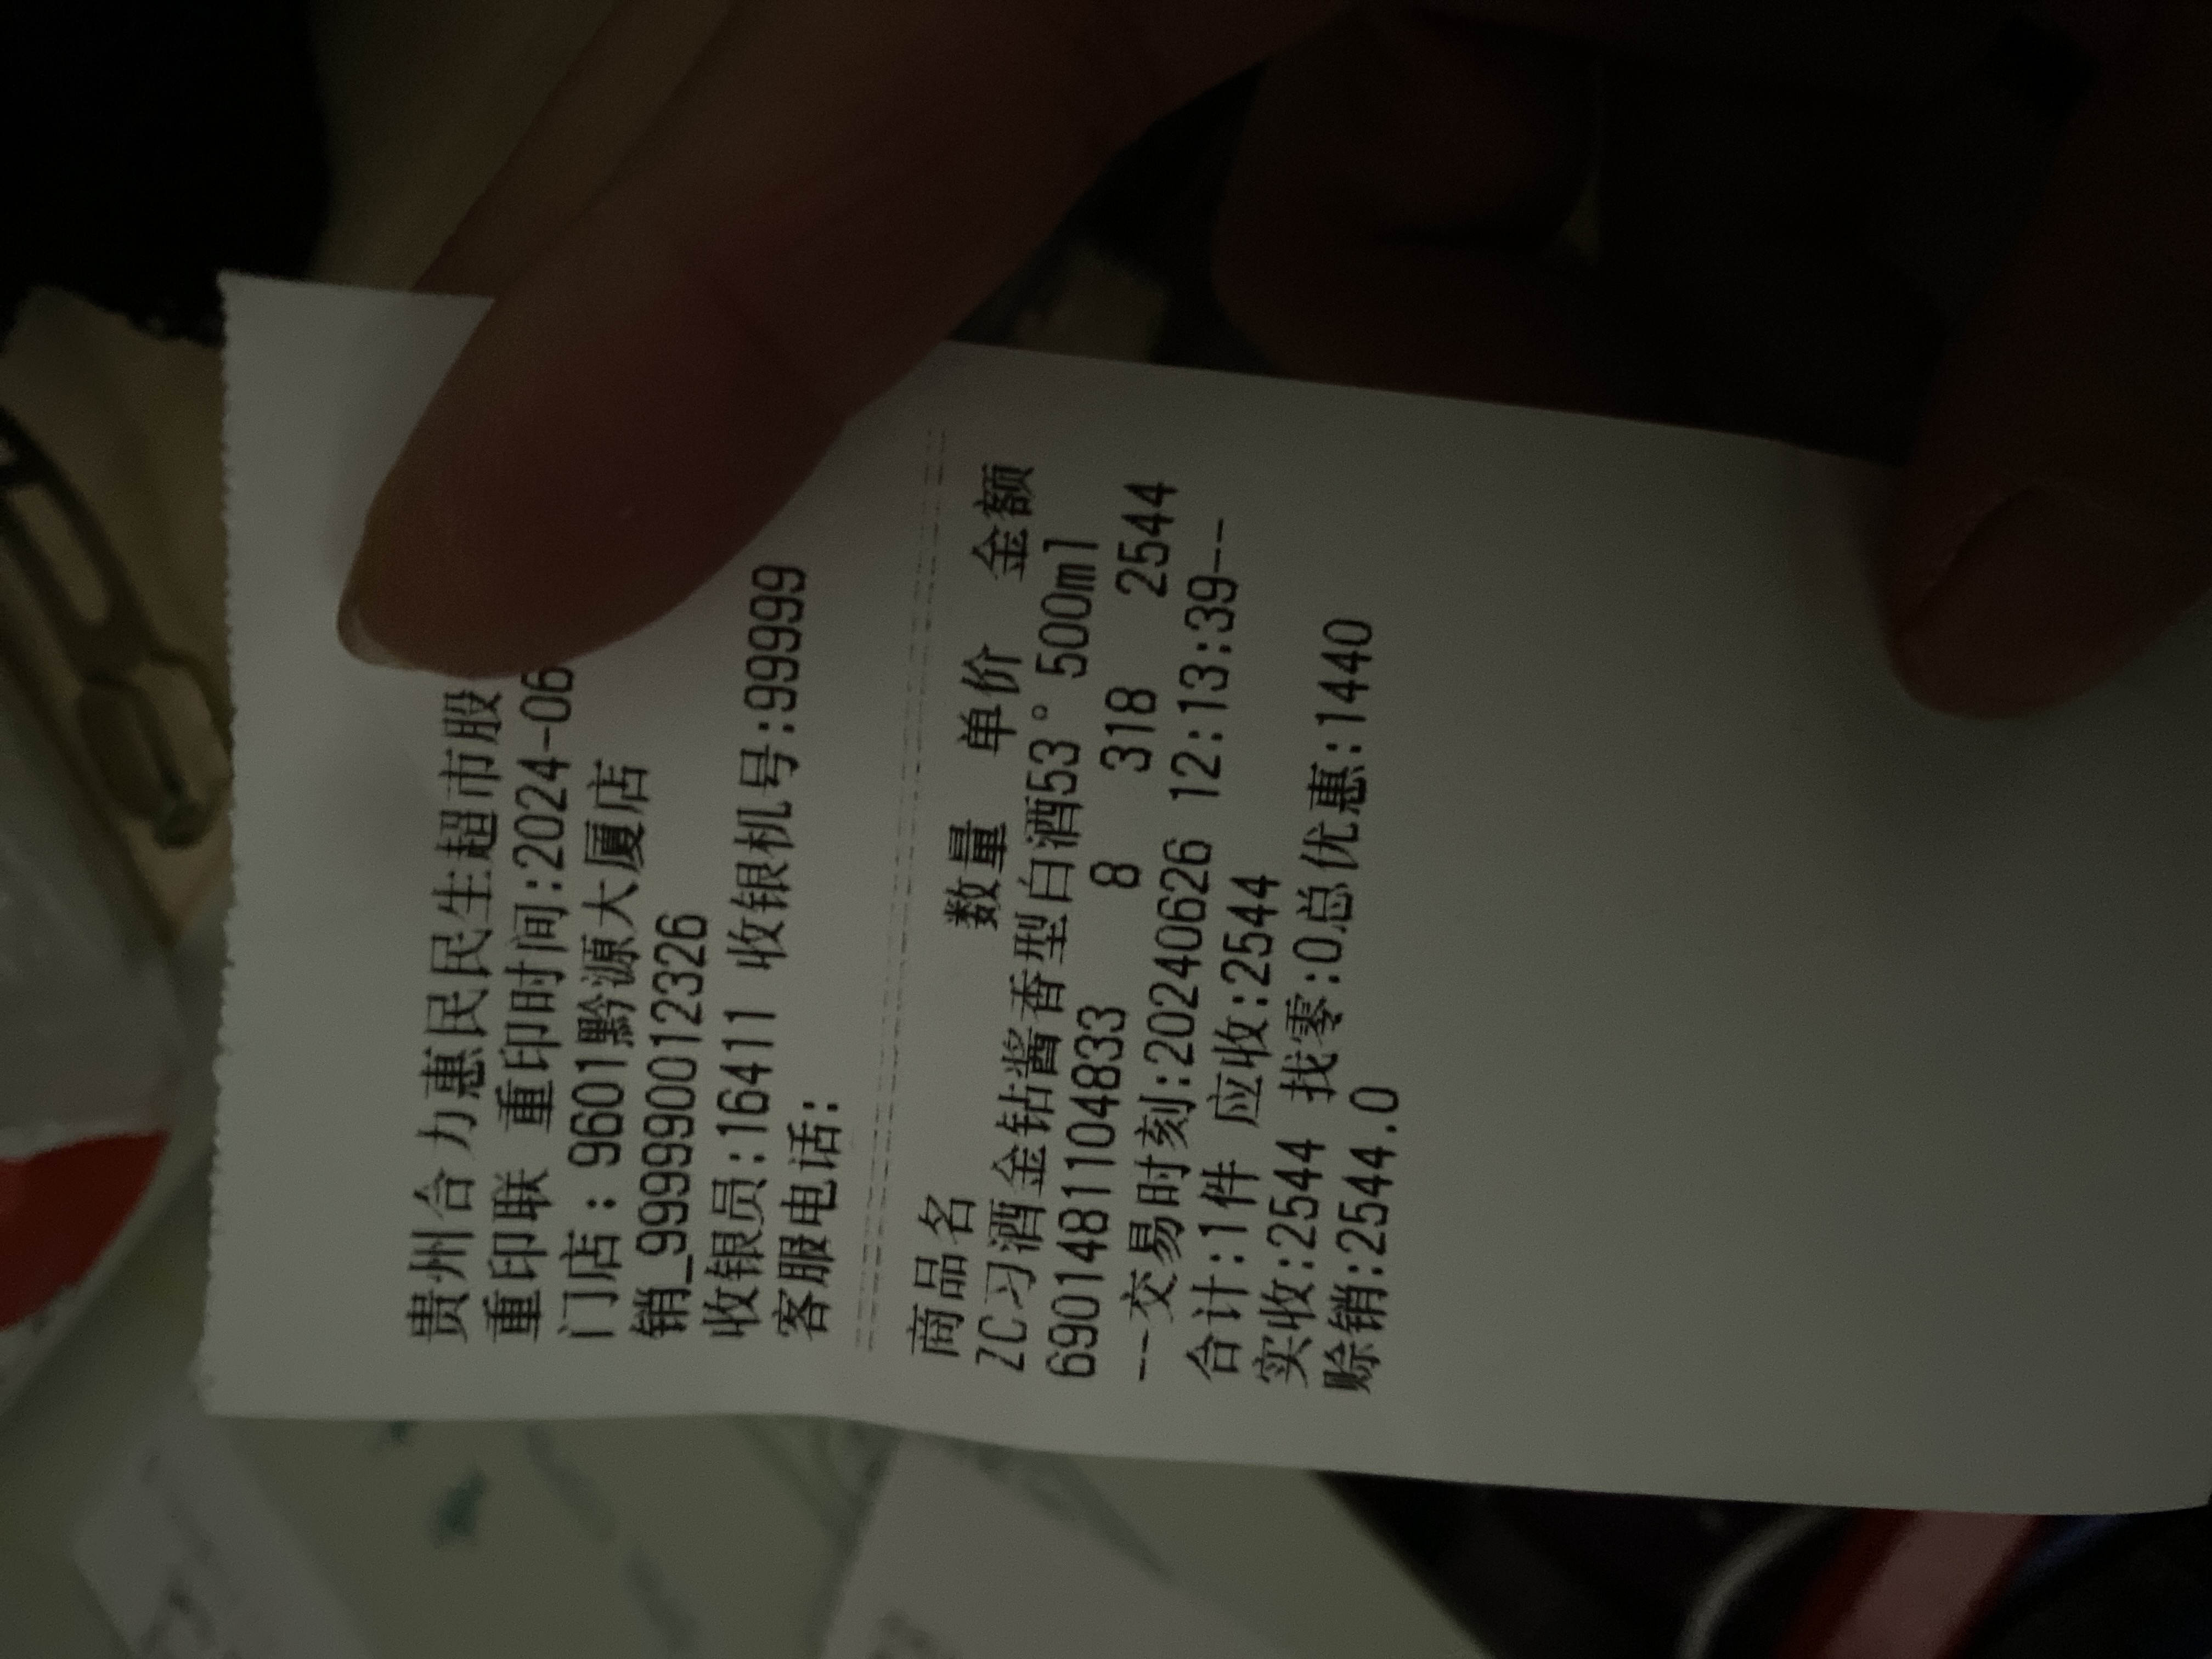 贵州合力惠民民生超市股
重印联 重印时间:2024-06
门店: 9601黔源大厦店
销_99999001 2326
收银员:16411 收银机号:99999
客服电话:
商品名 数量 单价 金额
ZC习酒金钻酱香型白酒53°500ml
6901481104833 8 318 2544
--交易时刻:20240626 12:13:39--
合计:1件 应收:2544
实收:2544 找零:0总优惠:1440
赊销:2544.0